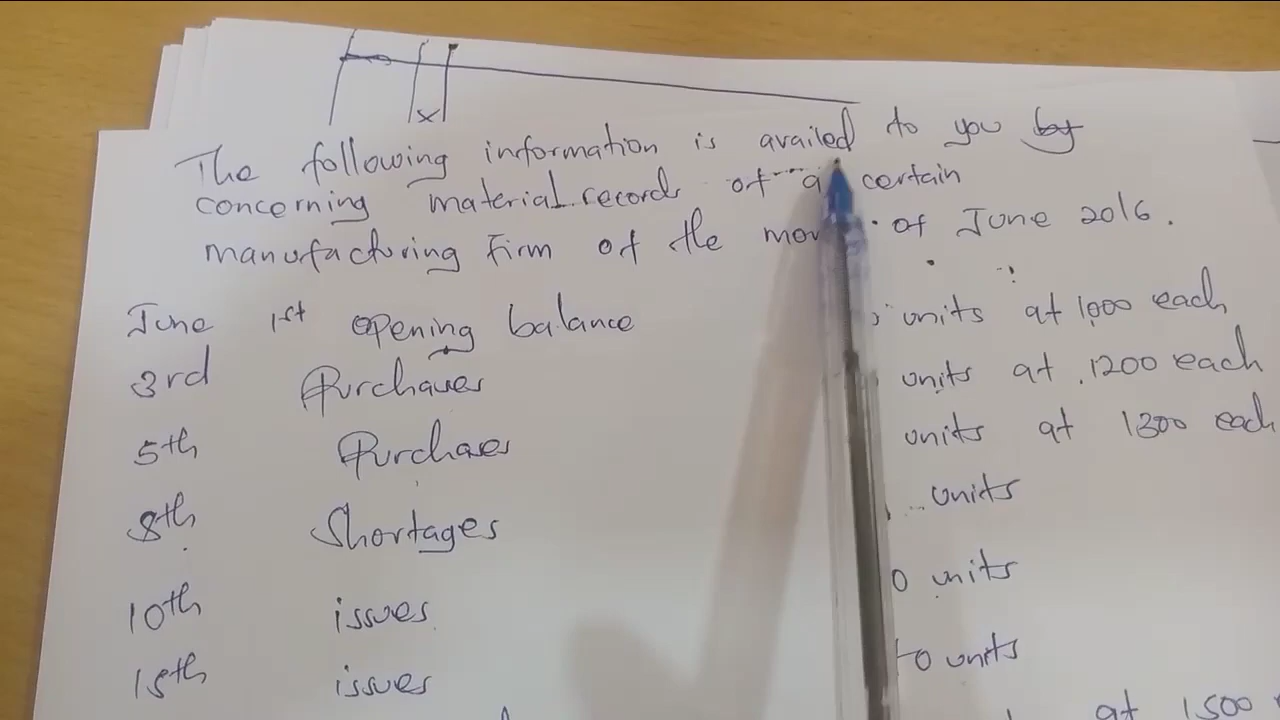 x
The following information is availed to you by
concerning material records of a certain
manufacturing Firm of the of June 2016.
June 1st opening balance units at 1000 each
3rd Purchases units at 1200 each
5th Purchaes units at 1300 each
8th Shortages units
10th issues units
15th issues units
at 1500